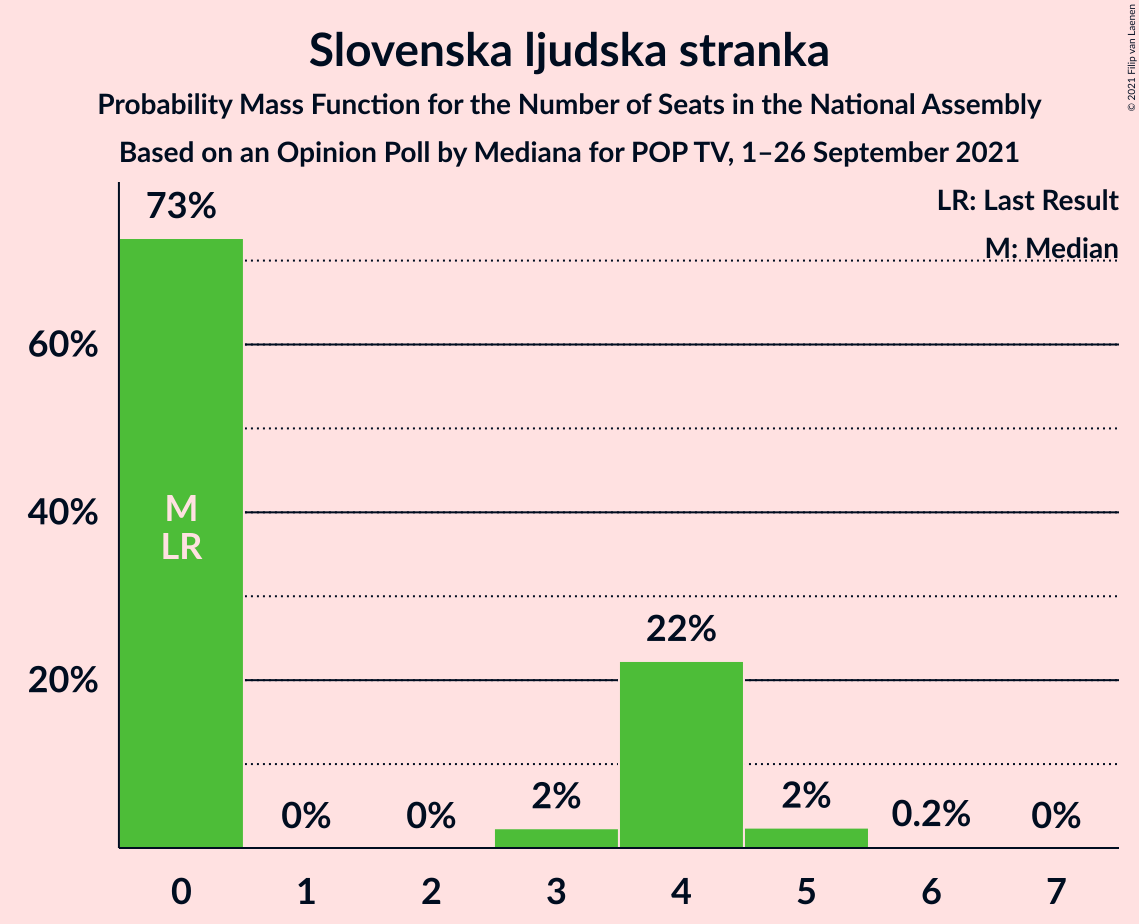 Slovenska ljudska stranka
Probability Mass Function for the Number of Seats in the National Assembly
Based on an Opinion Poll by Mediana for POP TV, 1–26 September 2021
© 2021 Filip van Laenen
LR: Last Result
M: Median
73%
60%
40%
20%
M
LR
0%
0%
2%
22%
2%
0.2%
0%
0 1 2 3 4 5 6 7